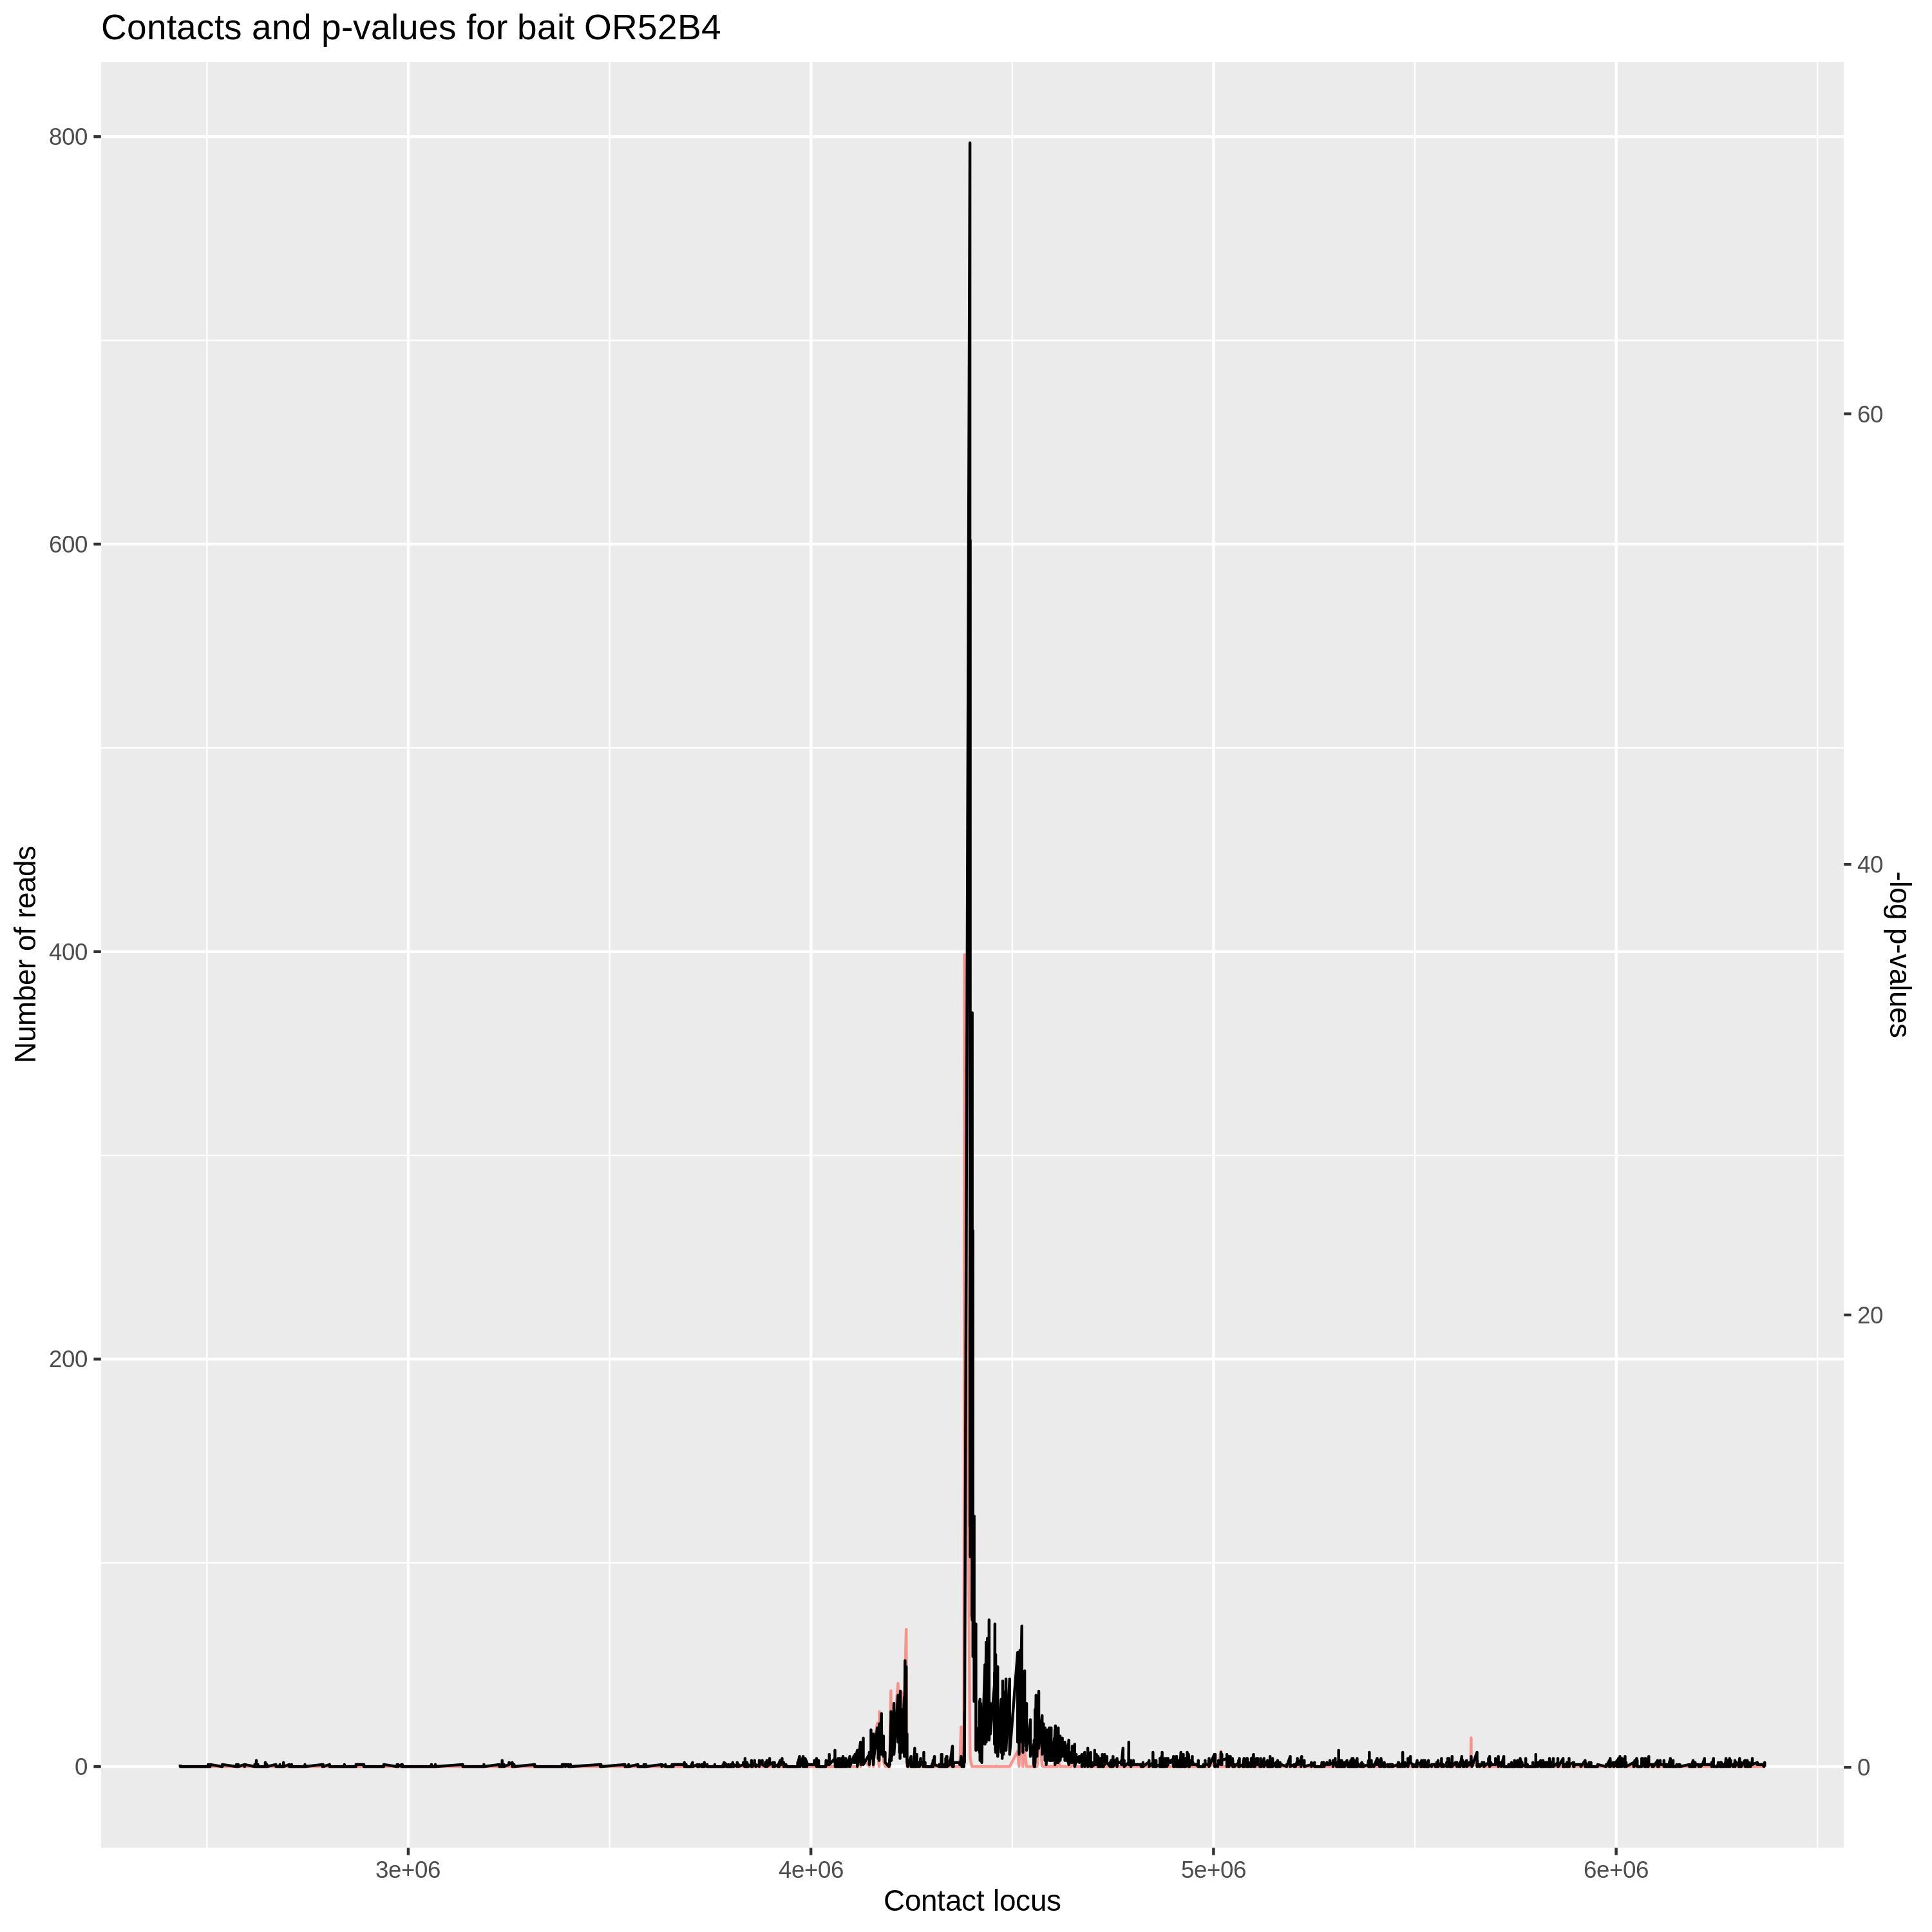 Contacts and p-values for bait OR52B4
800
600
400
200
0
Number of reads
60
40
20
0
-log p-values
3e+06
4e+06
5e+06
6e+06
Contact locus